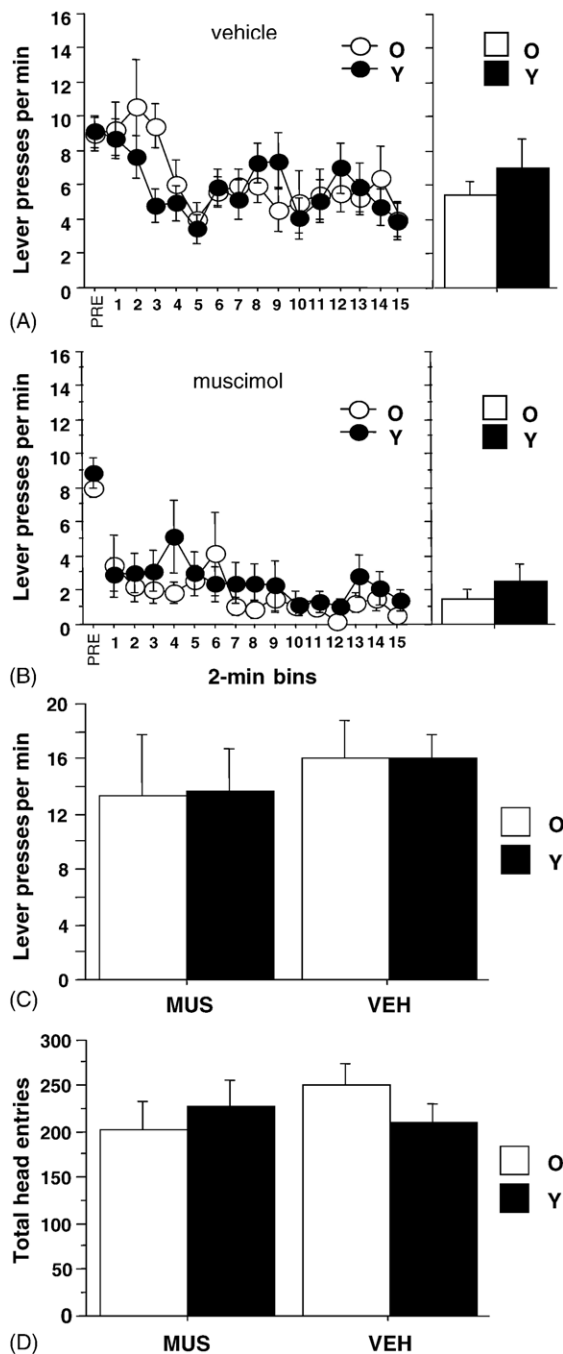 16
14
12
10
8
6
4
2
0
Lever presses per min
vehicle
O
Y
O
Y
PRE 1 2 3 4 5 6 7 8 9 10 11 12 13 14 15
(A)
16
14
12
10
8
6
4
2
0
Lever presses per min
muscimol
O
Y
O
Y
PRE 1 2 3 4 5 6 7 8 9 10 11 12 13 14 15
(B)
2-min bins
20
16
12
8
4
0
Lever presses per min
O
Y
MUS VEH
(C)
300
250
200
150
100
50
0
Total head entries
O
Y
MUS VEH
(D)